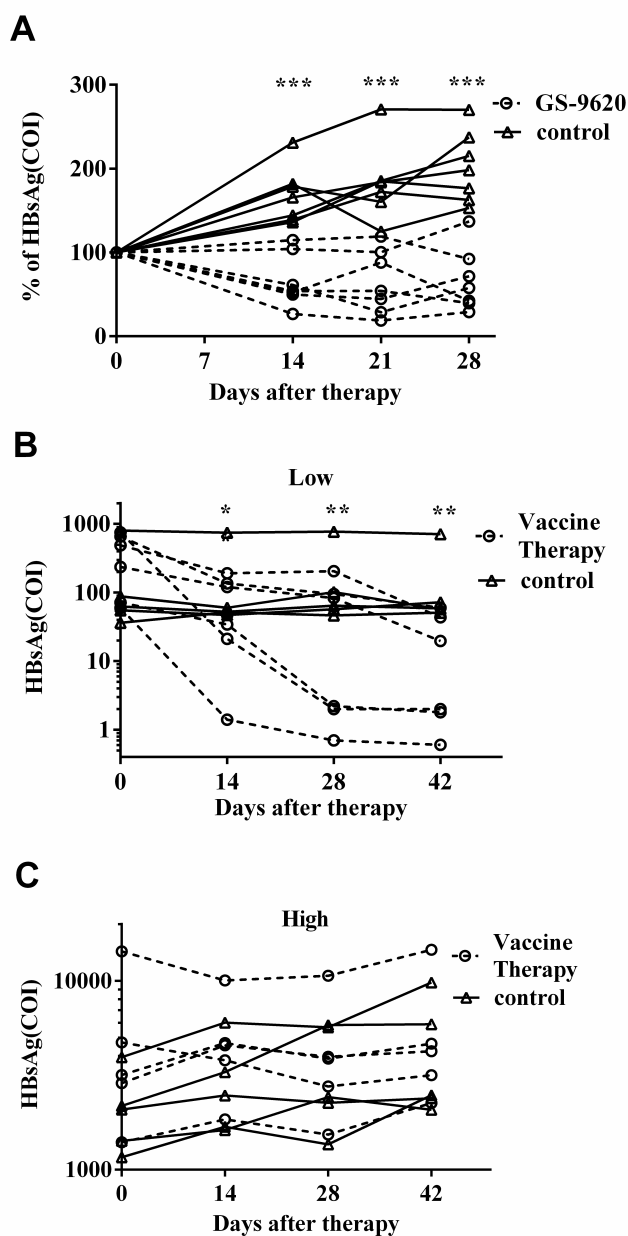 A
*** *** ***
300
200
100
0
% of HBsAg(COI)
GS-9620
control
0 7 14 21 28
Days after therapy
B
Low
* ** **
*
1000
100
10
1
HBsAg(COI)
Vaccine
Therapy
control
0 14 28 42
Days after therapy
C
High
10000
1000
HBsAg(COI)
Vaccine
Therapy
control
0 14 28 42
Days after therapy